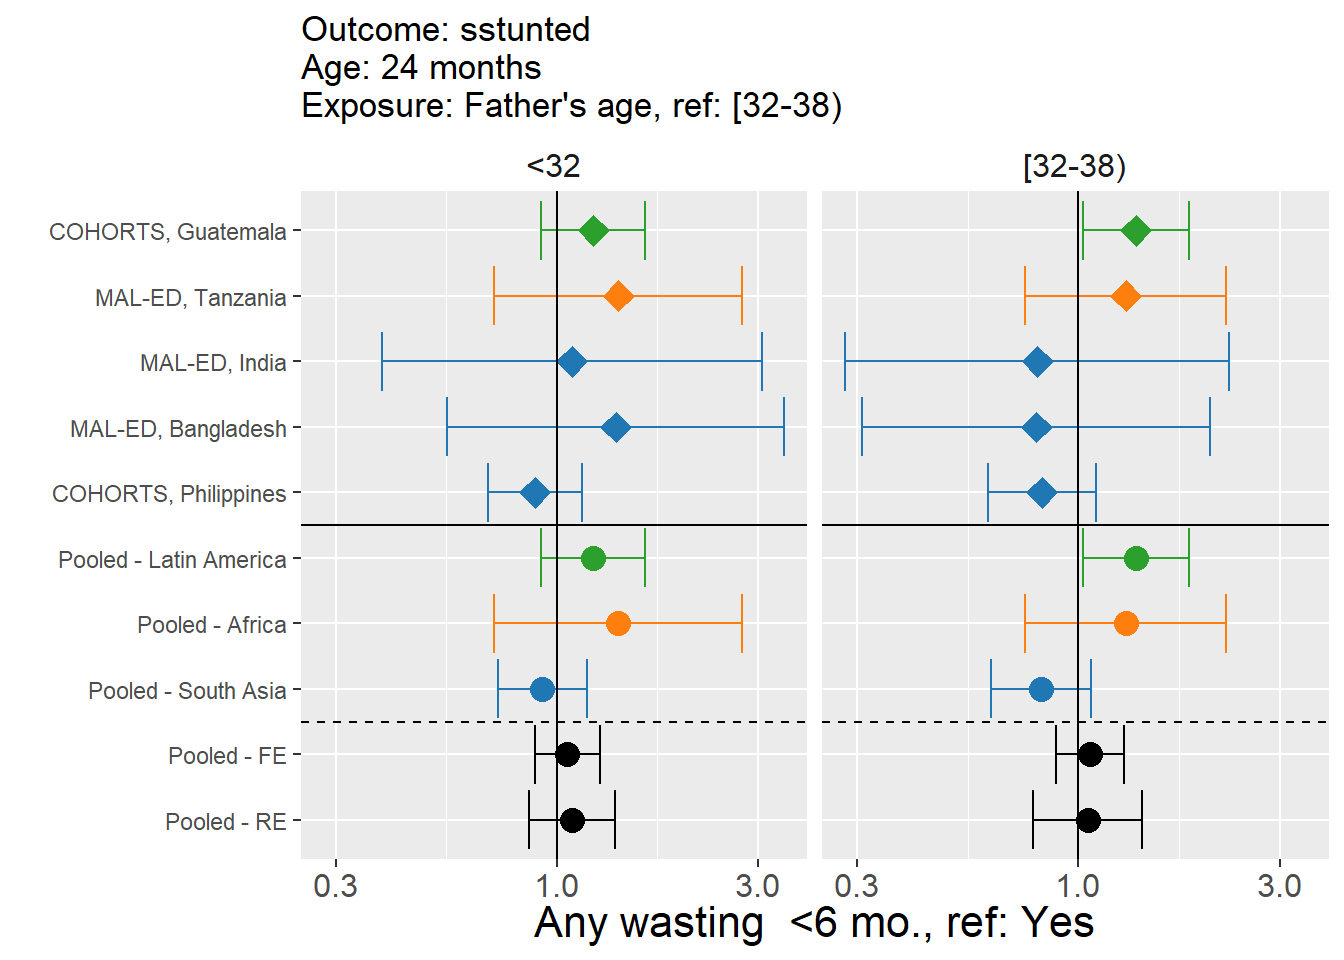 Outcome: sstunted
Age: 24 months
Exposure: Father's age, ref: [32-38)
<32
[32-38)
COHORTS, Guatemala
MAL-ED, Tanzania
MAL-ED, India
MAL-ED, Bangladesh
COHORTS, Philippines
Pooled - Latin America
Pooled - Africa
Pooled - South Asia
Pooled - FE
Pooled - RE
0.3 1.0 3.0 0.3 1.0 3.0
Any wasting  <6 mo., ref: Yes